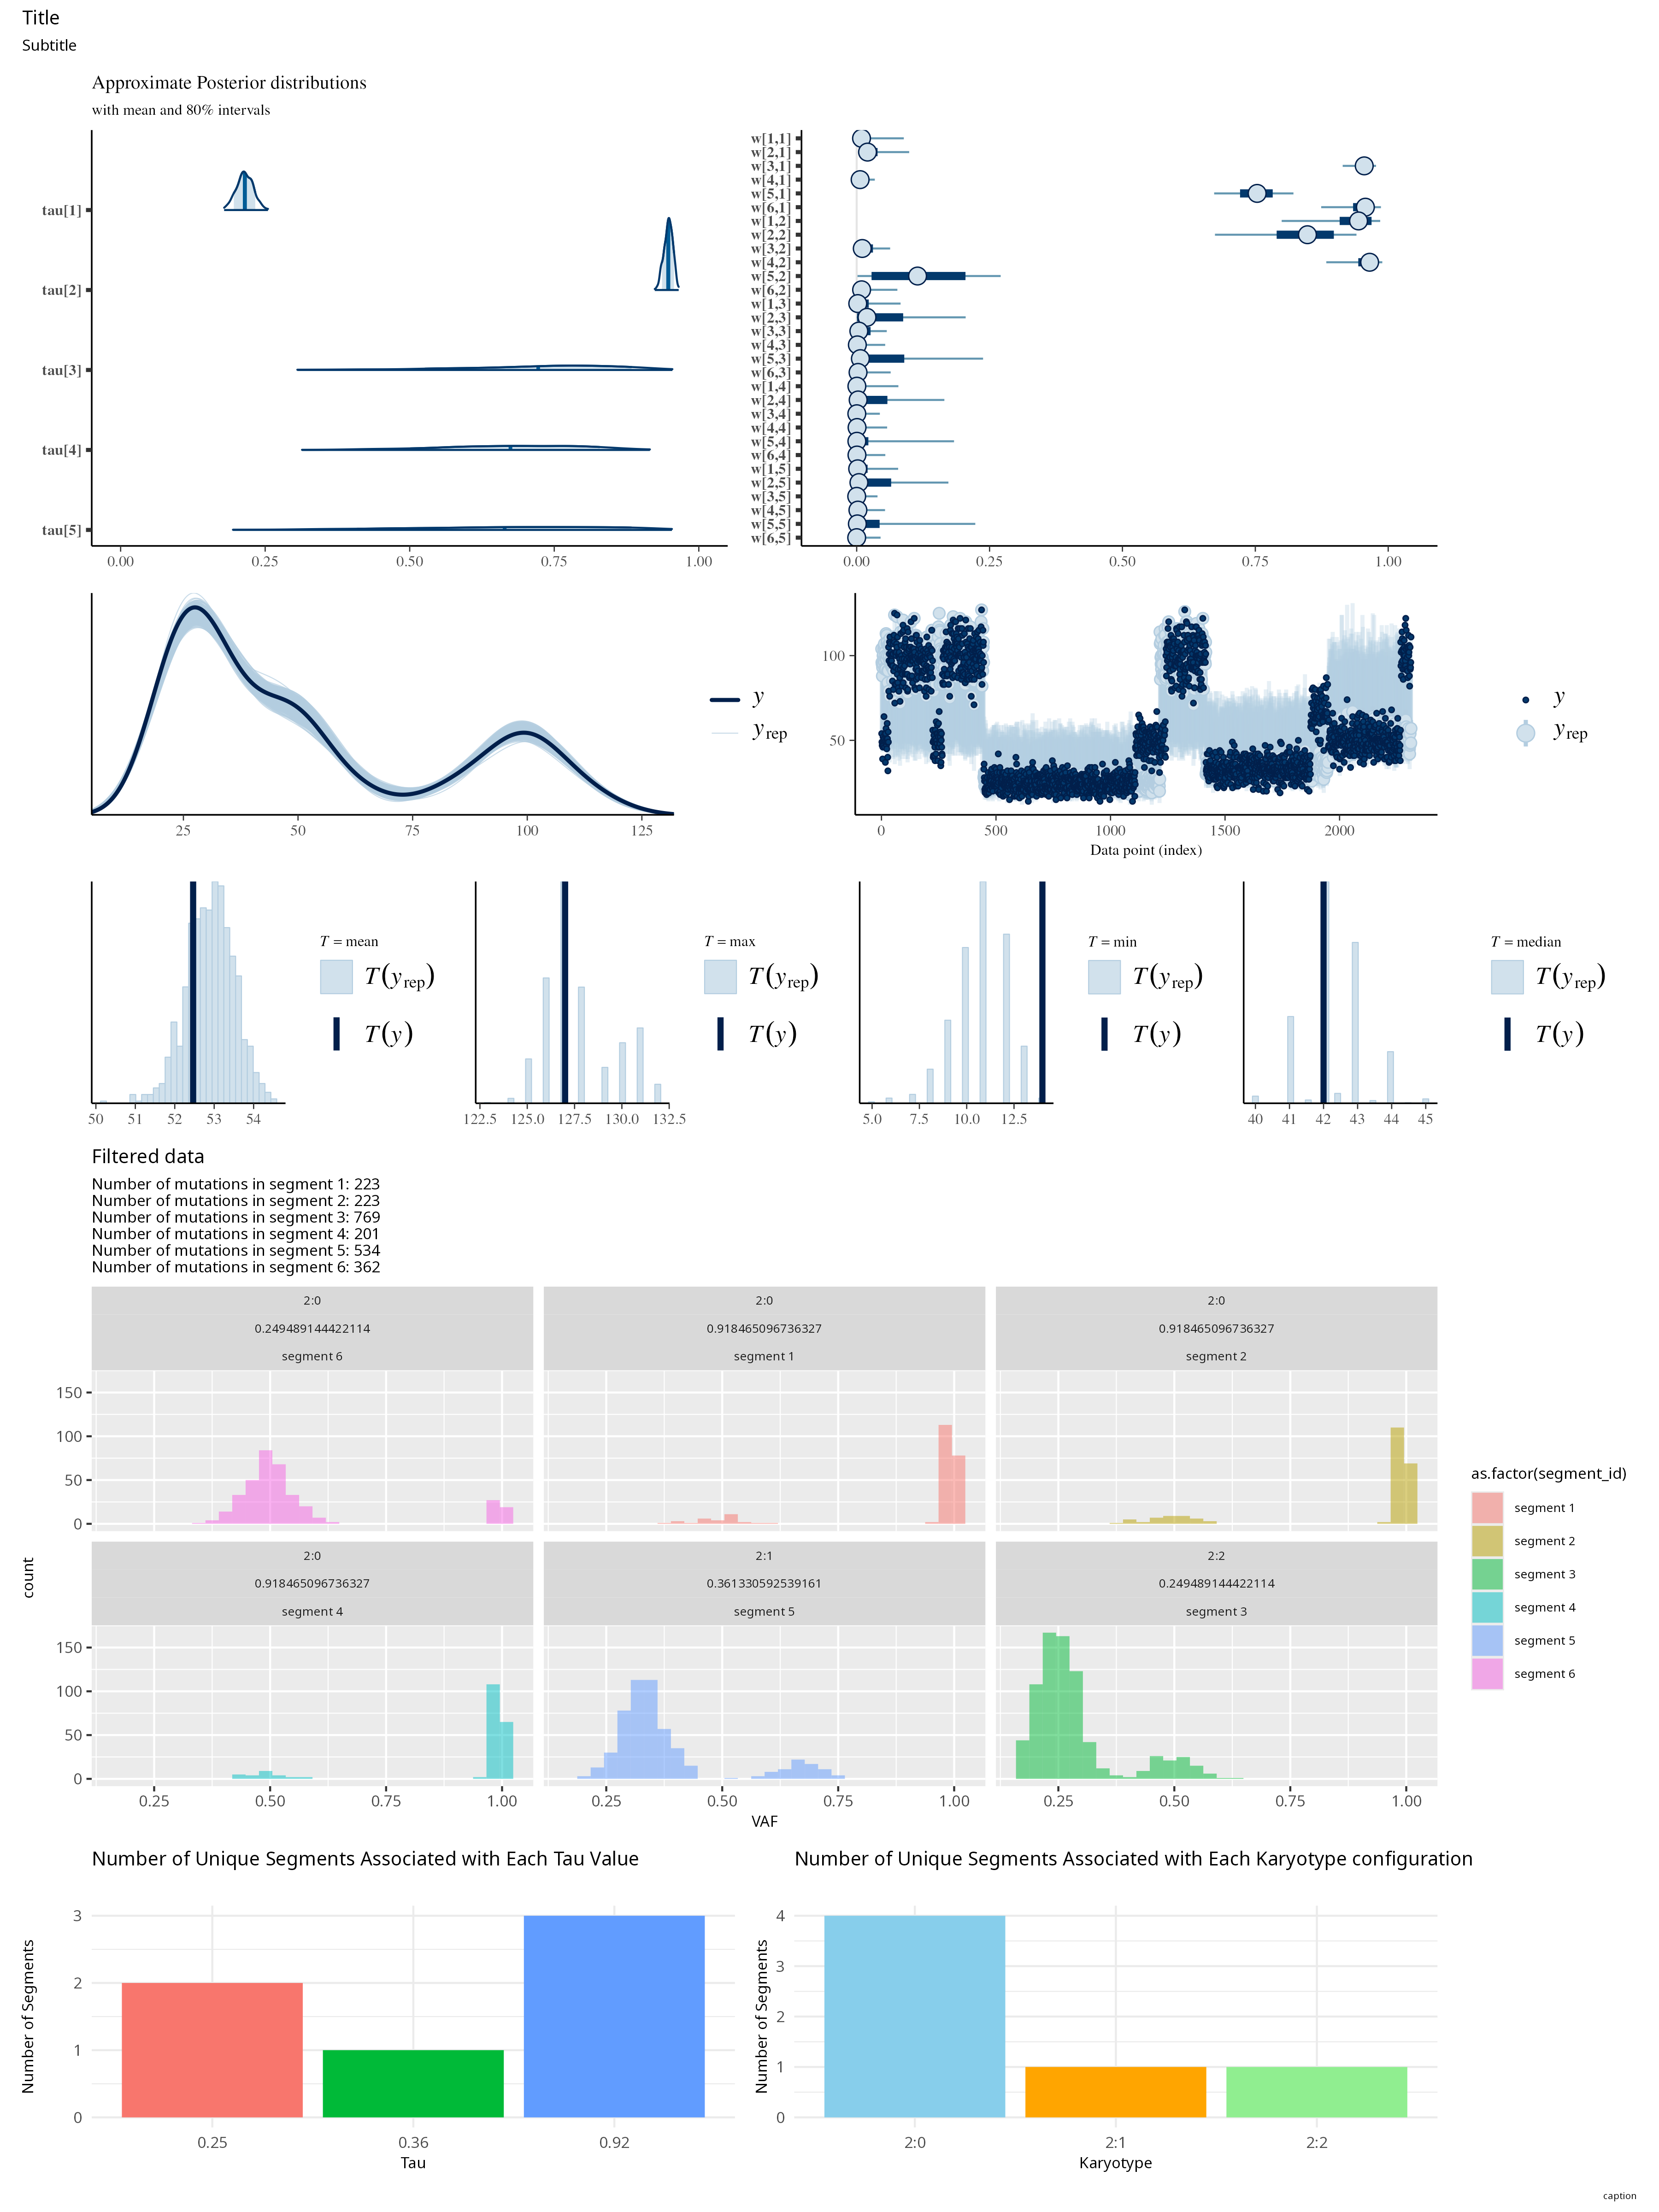 Title
Subtitle
Approximate Posterior distributions
with mean and 80% intervals
tau[1]
tau[2]
tau[3]
tau[4]
tau[5]
0.00 0.25 0.50 0.75 1.00
w[1,1]
w[2,1]
w[3,1]
w[4,1]
w[5,1]
w[6,1]
w[1,2]
w[2,2]
w[3,2]
w[4,2]
w[5,2]
w[6,2]
w[1,3]
w[2,3]
w[3,3]
w[4,3]
w[5,3]
w[6,3]
w[1,4]
w[2,4]
w[3,4]
w[4,4]
w[5,4]
w[6,4]
w[1,5]
w[2,5]
w[3,5]
w[4,5]
w[5,5]
w[6,5]
0.00 0.25 0.50 0.75 1.00
25 50 75 100 125
y
yrep
100
50
0 500 1000 1500 2000
Data point (index)
y
yrep
50 51 52 53 54
T = mean
T(yrep)
T(y)
122.5 125.0 127.5 130.0 132.5
T = max
T(yrep)
T(y)
5.0 7.5 10.0 12.5
T = min
T(yrep)
T(y)
40 41 42 43 44 45
T = median
T(yrep)
T(y)
Filtered data
Number of mutations in segment 1: 223
Number of mutations in segment 2: 223
Number of mutations in segment 3: 769
Number of mutations in segment 4: 201
Number of mutations in segment 5: 534
Number of mutations in segment 6: 362
2:0 2:0 2:0
0.249489144422114 0.918465096736327 0.918465096736327
segment 6 segment 1 segment 2
150
100
50
0
2:0 2:1 2:2
0.918465096736327 0.361330592539161 0.249489144422114
segment 4 segment 5 segment 3
150
100
50
0
count
0.25 0.50 0.75 1.00 0.25 0.50 0.75 1.00 0.25 0.50 0.75 1.00
VAF
as.factor(segment_id)
segment 1
segment 2
segment 3
segment 4
segment 5
segment 6
Number of Unique Segments Associated with Each Tau Value
Number of Segments
3
2
1
0
0.25 0.36 0.92
Tau
Number of Unique Segments Associated with Each Karyotype configuration
Number of Segments
4
3
2
1
0
2:0 2:1 2:2
Karyotype
caption